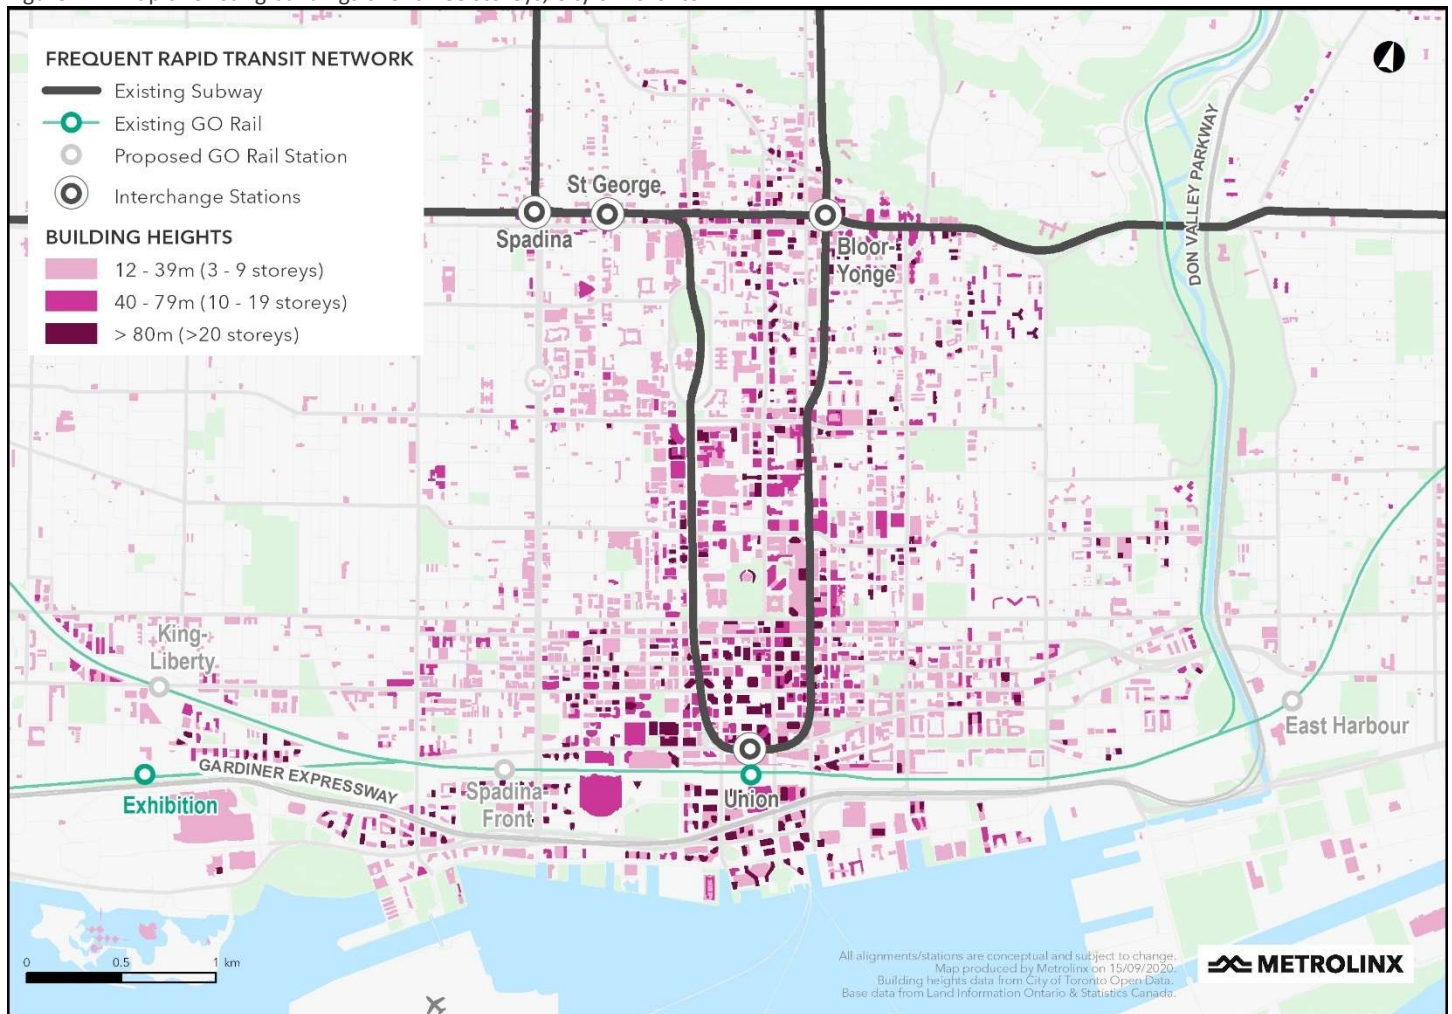 FREQUENT RAPID TRANSIT NETWORK
Existing Subway
Existing GO Rail
Proposed GO Rail Station
Interchange Stations
BUILDING HEIGHTS
12 - 39m (3 - 9 storeys)
40 - 79m (10 - 19 storeys)
> 80m (>20 storeys)
St George
Spadina
Bloor-
Yonge
DON VALLEY PARKWAY
King-
Liberty
East Harbour
GARDINER EXPRESSWAY
Exhibition
Spadina-
Front
Union
0 0.5 1 km
All alignments/stations are conceptual and subject to change.
Map produced by Metrolinx on 15/09/2020.
Building heights data from City of Toronto Open Data.
Base data from Land Information Ontario & Statistics Canada.
METROLINX